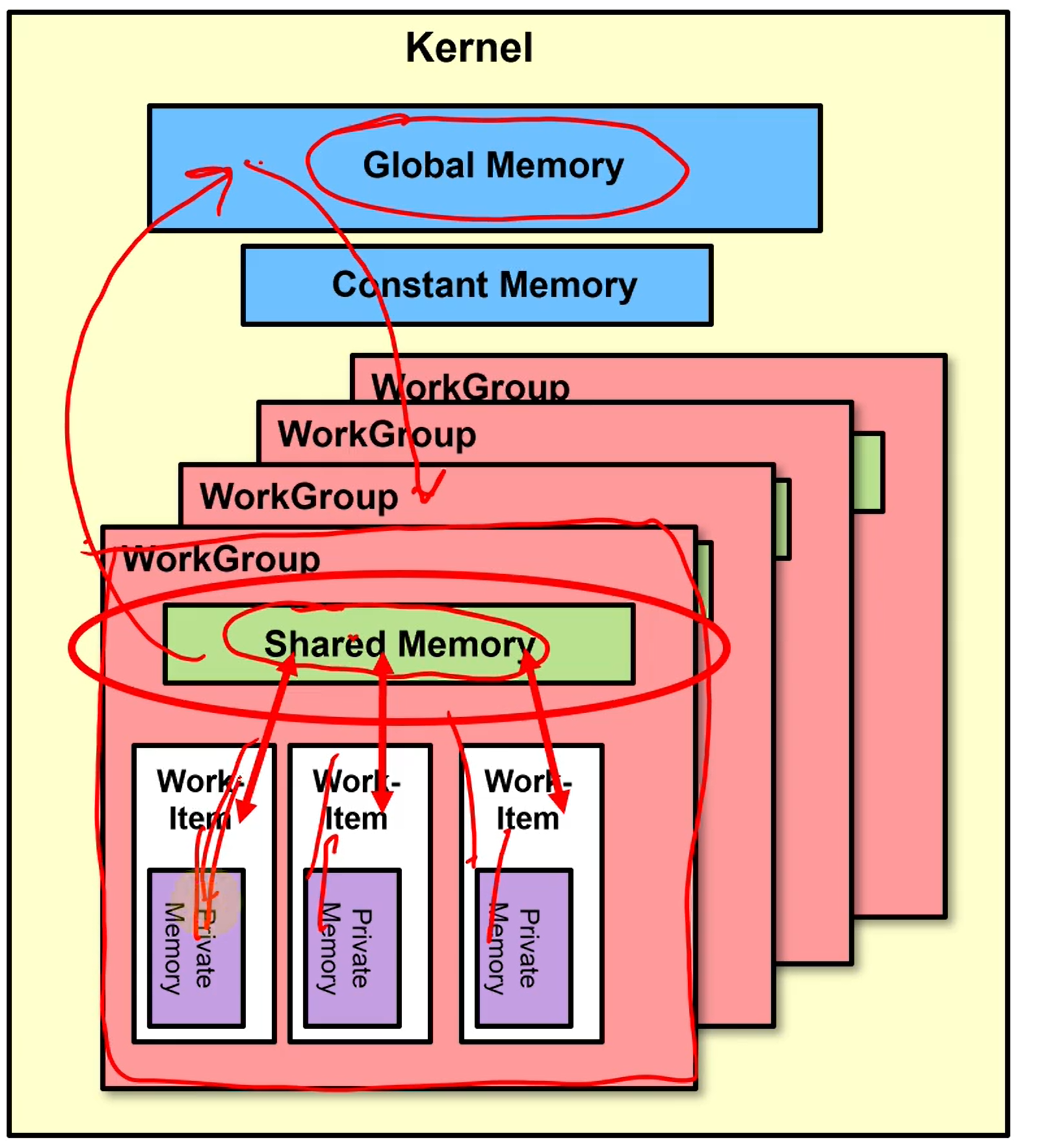 Kernel
Global Memory
Constant Memory
WorkGroup
WorkGroup
WorkGroup
WorkGroup
Shared Memory
Work-
Item
Private
Memory
Work-
Item
Private
Memory
Work-
Item
Private
Memory